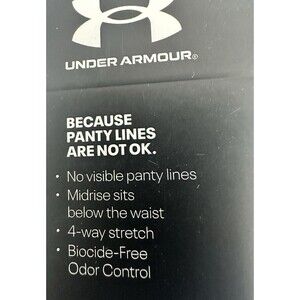 UNDER ARMOUR®
BECAUSE
PANTY LINES
ARE NOT OK.
• No visible panty lines
• Midrise sits
below the waist
• 4-way stretch
• Biocide-Free
Odor Control